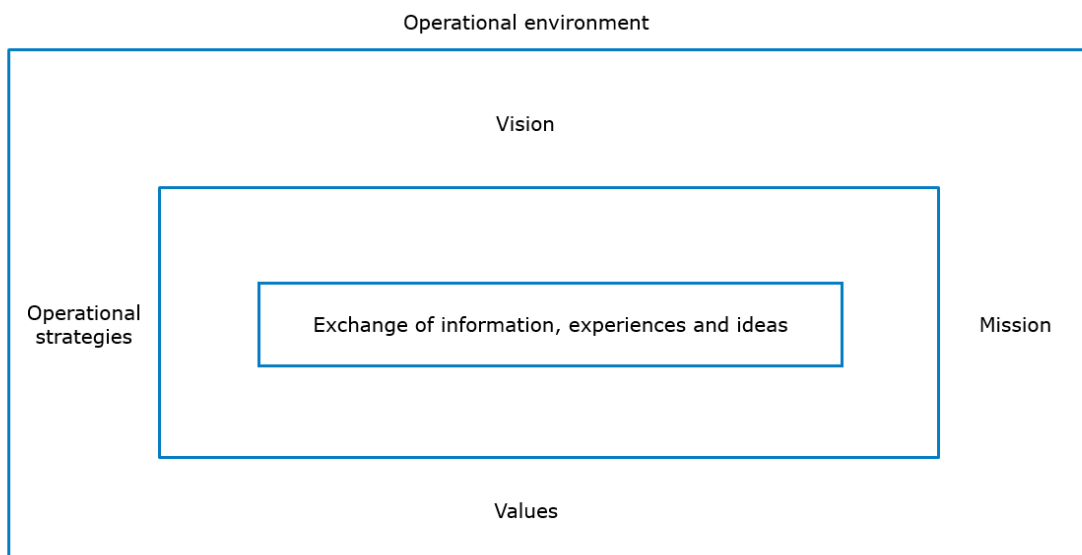 Operational environment
Vision
Operational
strategies
Exchange of information, experiences and ideas
Mission
Values